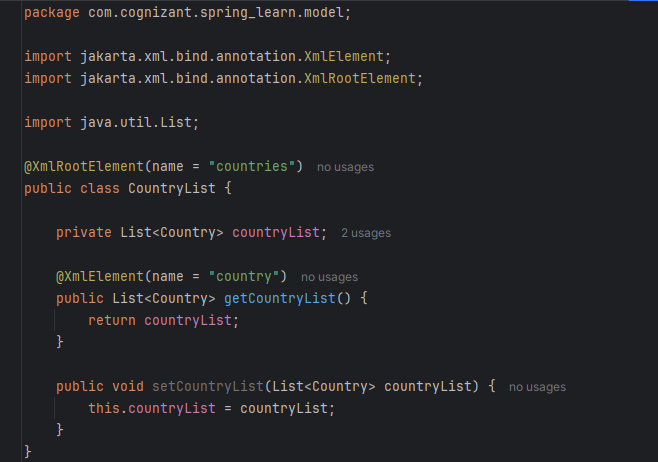 package com.cognizant.spring_learn.model;
import jakarta.xml.bind.annotation.XmlElement;
import jakarta.xml.bind.annotation.XmlRootElement;
import java.util.List;
@XmlRootElement(name = "countries") no usages
public class CountryList {
private List<Country> countryList; 2 usages
@XmlElement(name = "country") no usages
public List<Country> getCountryList() {
return countryList;
}
public void setCountryList(List<Country> countryList) { no usages
this.countryList = countryList;
}
}